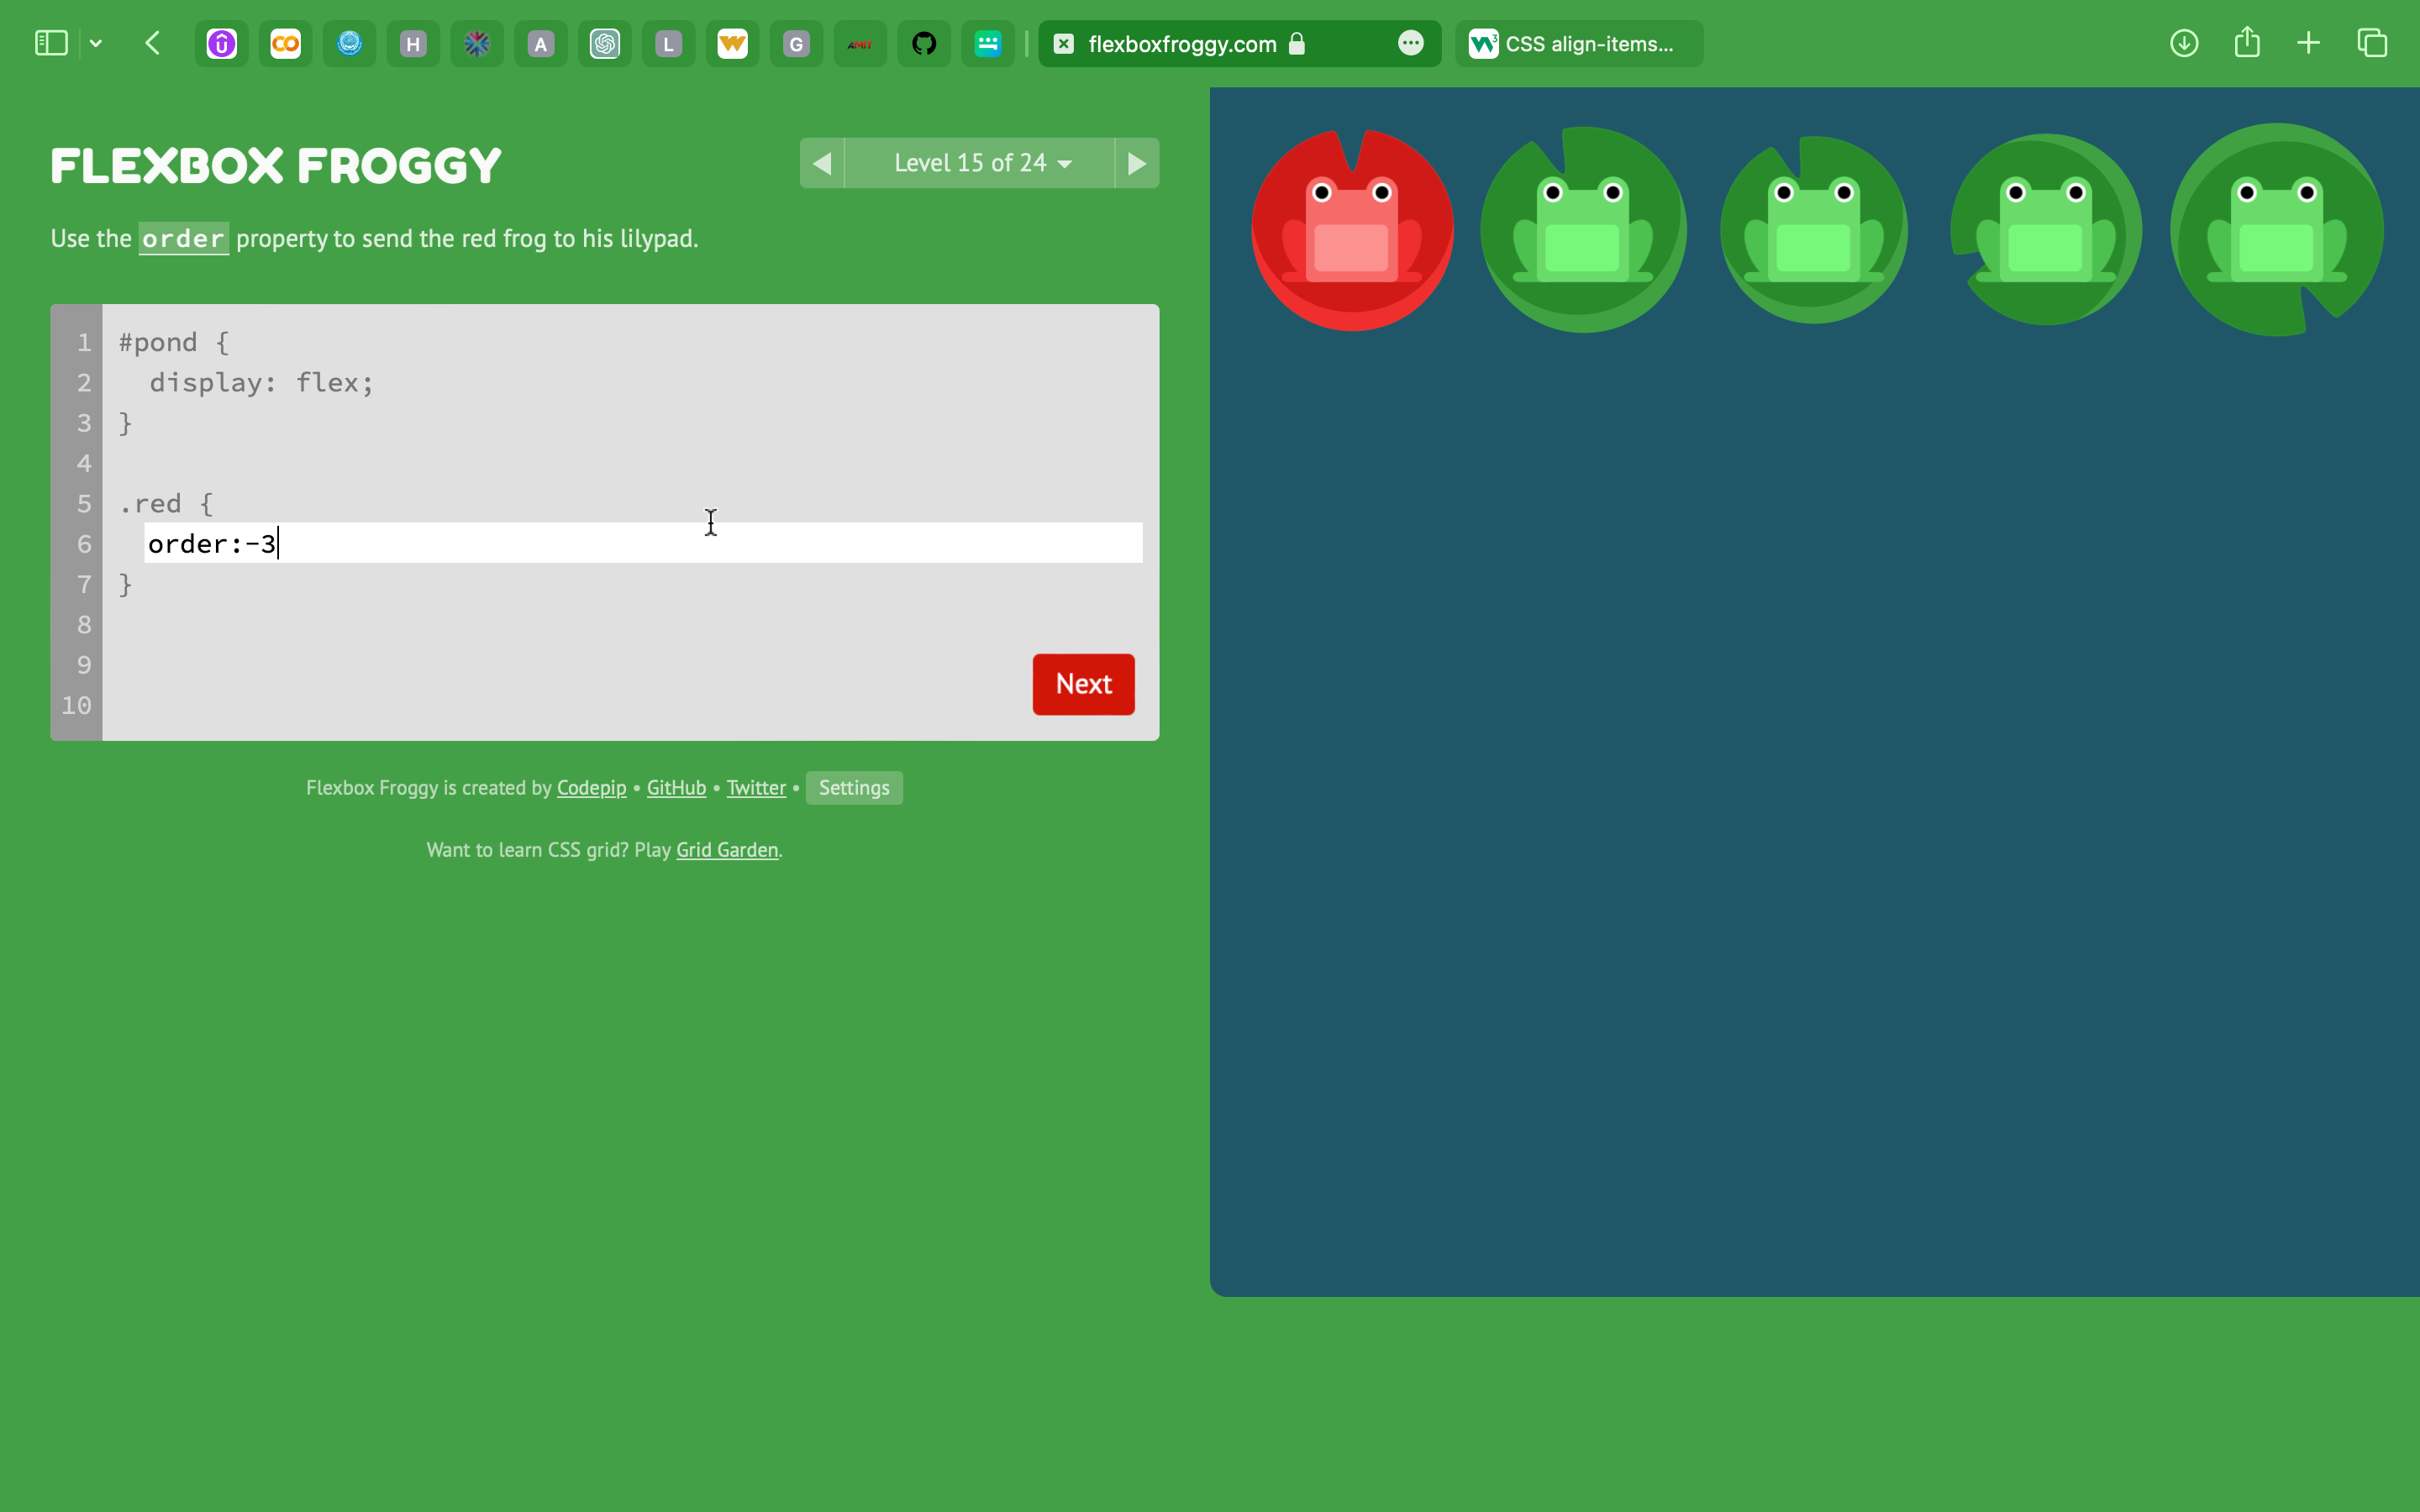 H A L G AMIT flexboxfroggy.com CSS align-items...
FLEXBOX FROGGY
Level 15 of 24
Use the order property to send the red frog to his lilypad.
1 #pond {
2 display: flex;
3 }
4
5 .red {
6 order:-3
7 }
8
9
10
Next
Flexbox Froggy is created by Codepip • GitHub • Twitter • Settings
Want to learn CSS grid? Play Grid Garden.